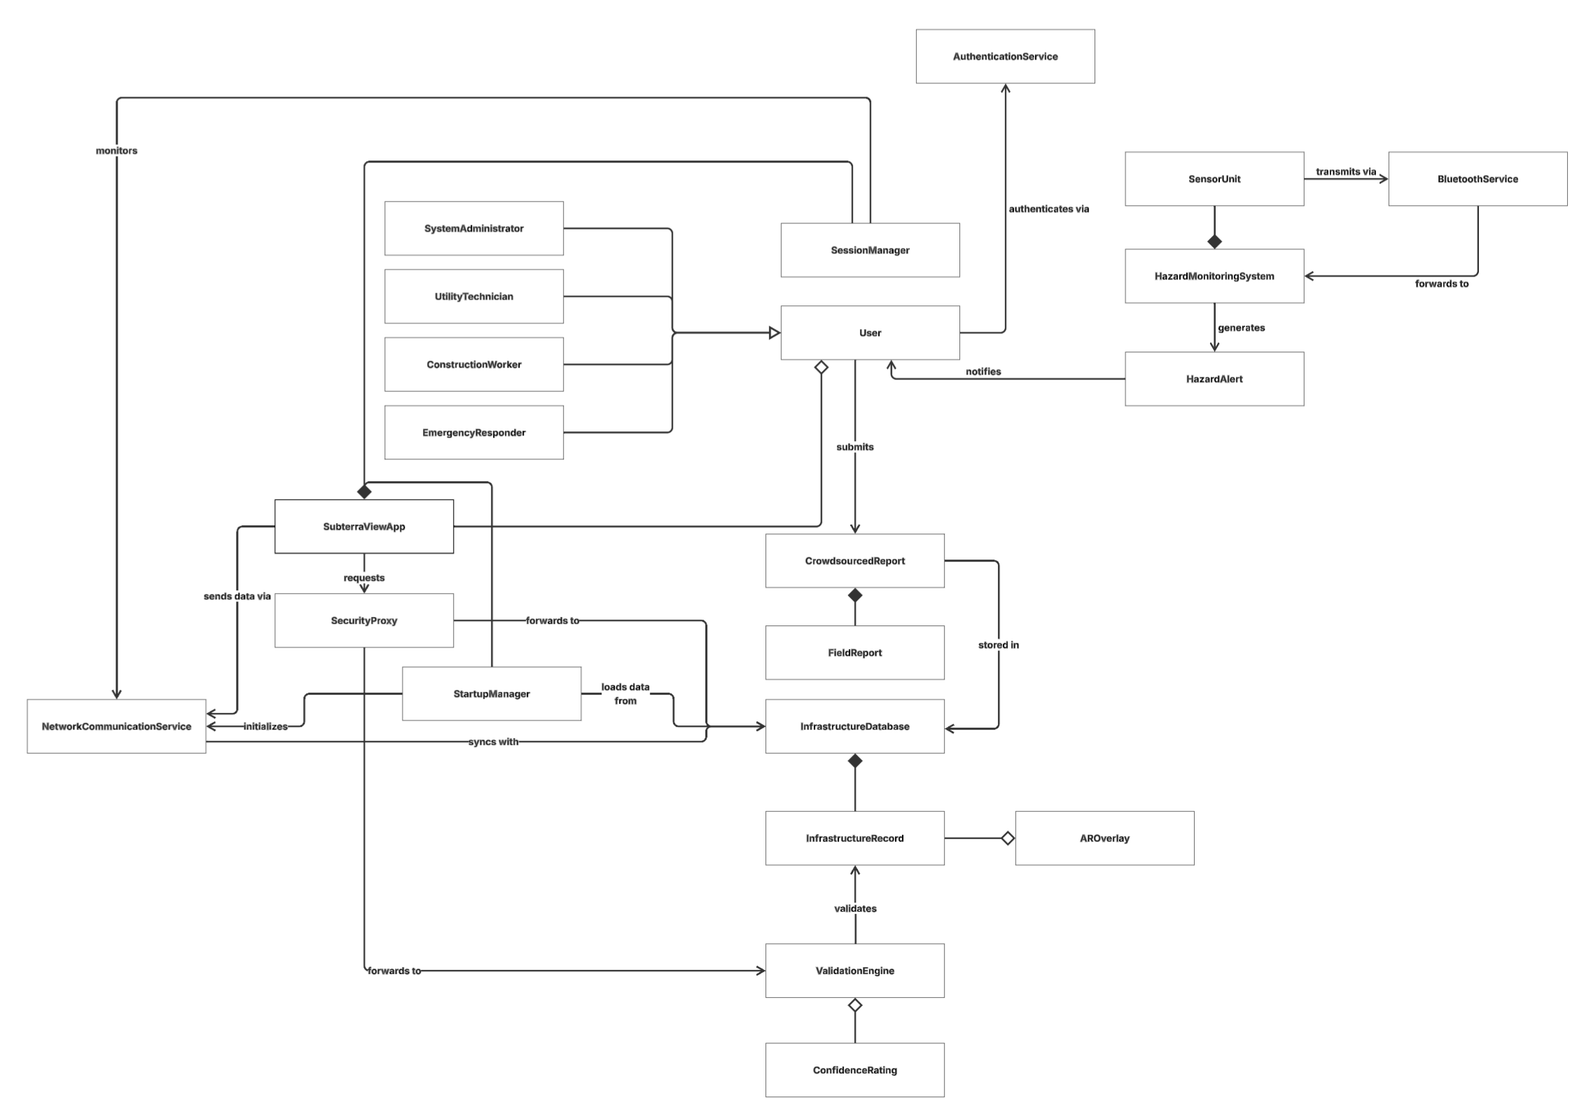 AuthenticationService
monitors
SensorUnit
transmits via
BluetoothService
authenticates via
SystemAdministrator
SessionManager
HazardMonitoringSystem
forwards to
UtilityTechnician
User
generates
ConstructionWorker
notifies
HazardAlert
EmergencyResponder
submits
SubterraViewApp
CrowdsourcedReport
requests
sends data via
SecurityProxy
forwards to
FieldReport
stored in
StartupManager
loads data
from
NetworkCommunicationService
initializes
InfrastructureDatabase
syncs with
InfrastructureRecord
AROverlay
validates
forwards to
ValidationEngine
ConfidenceRating